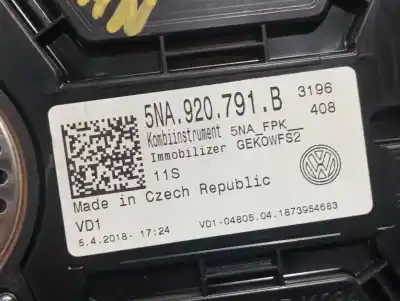 5NA.920.791.B 3196
Kombiinstrument 5NA_FPK__ 408
Immobilizer GEKOWFS2
11S
Made in Czech Republic
VD1
5.4.2018- 17:24 VD1-04805.04.1873954683